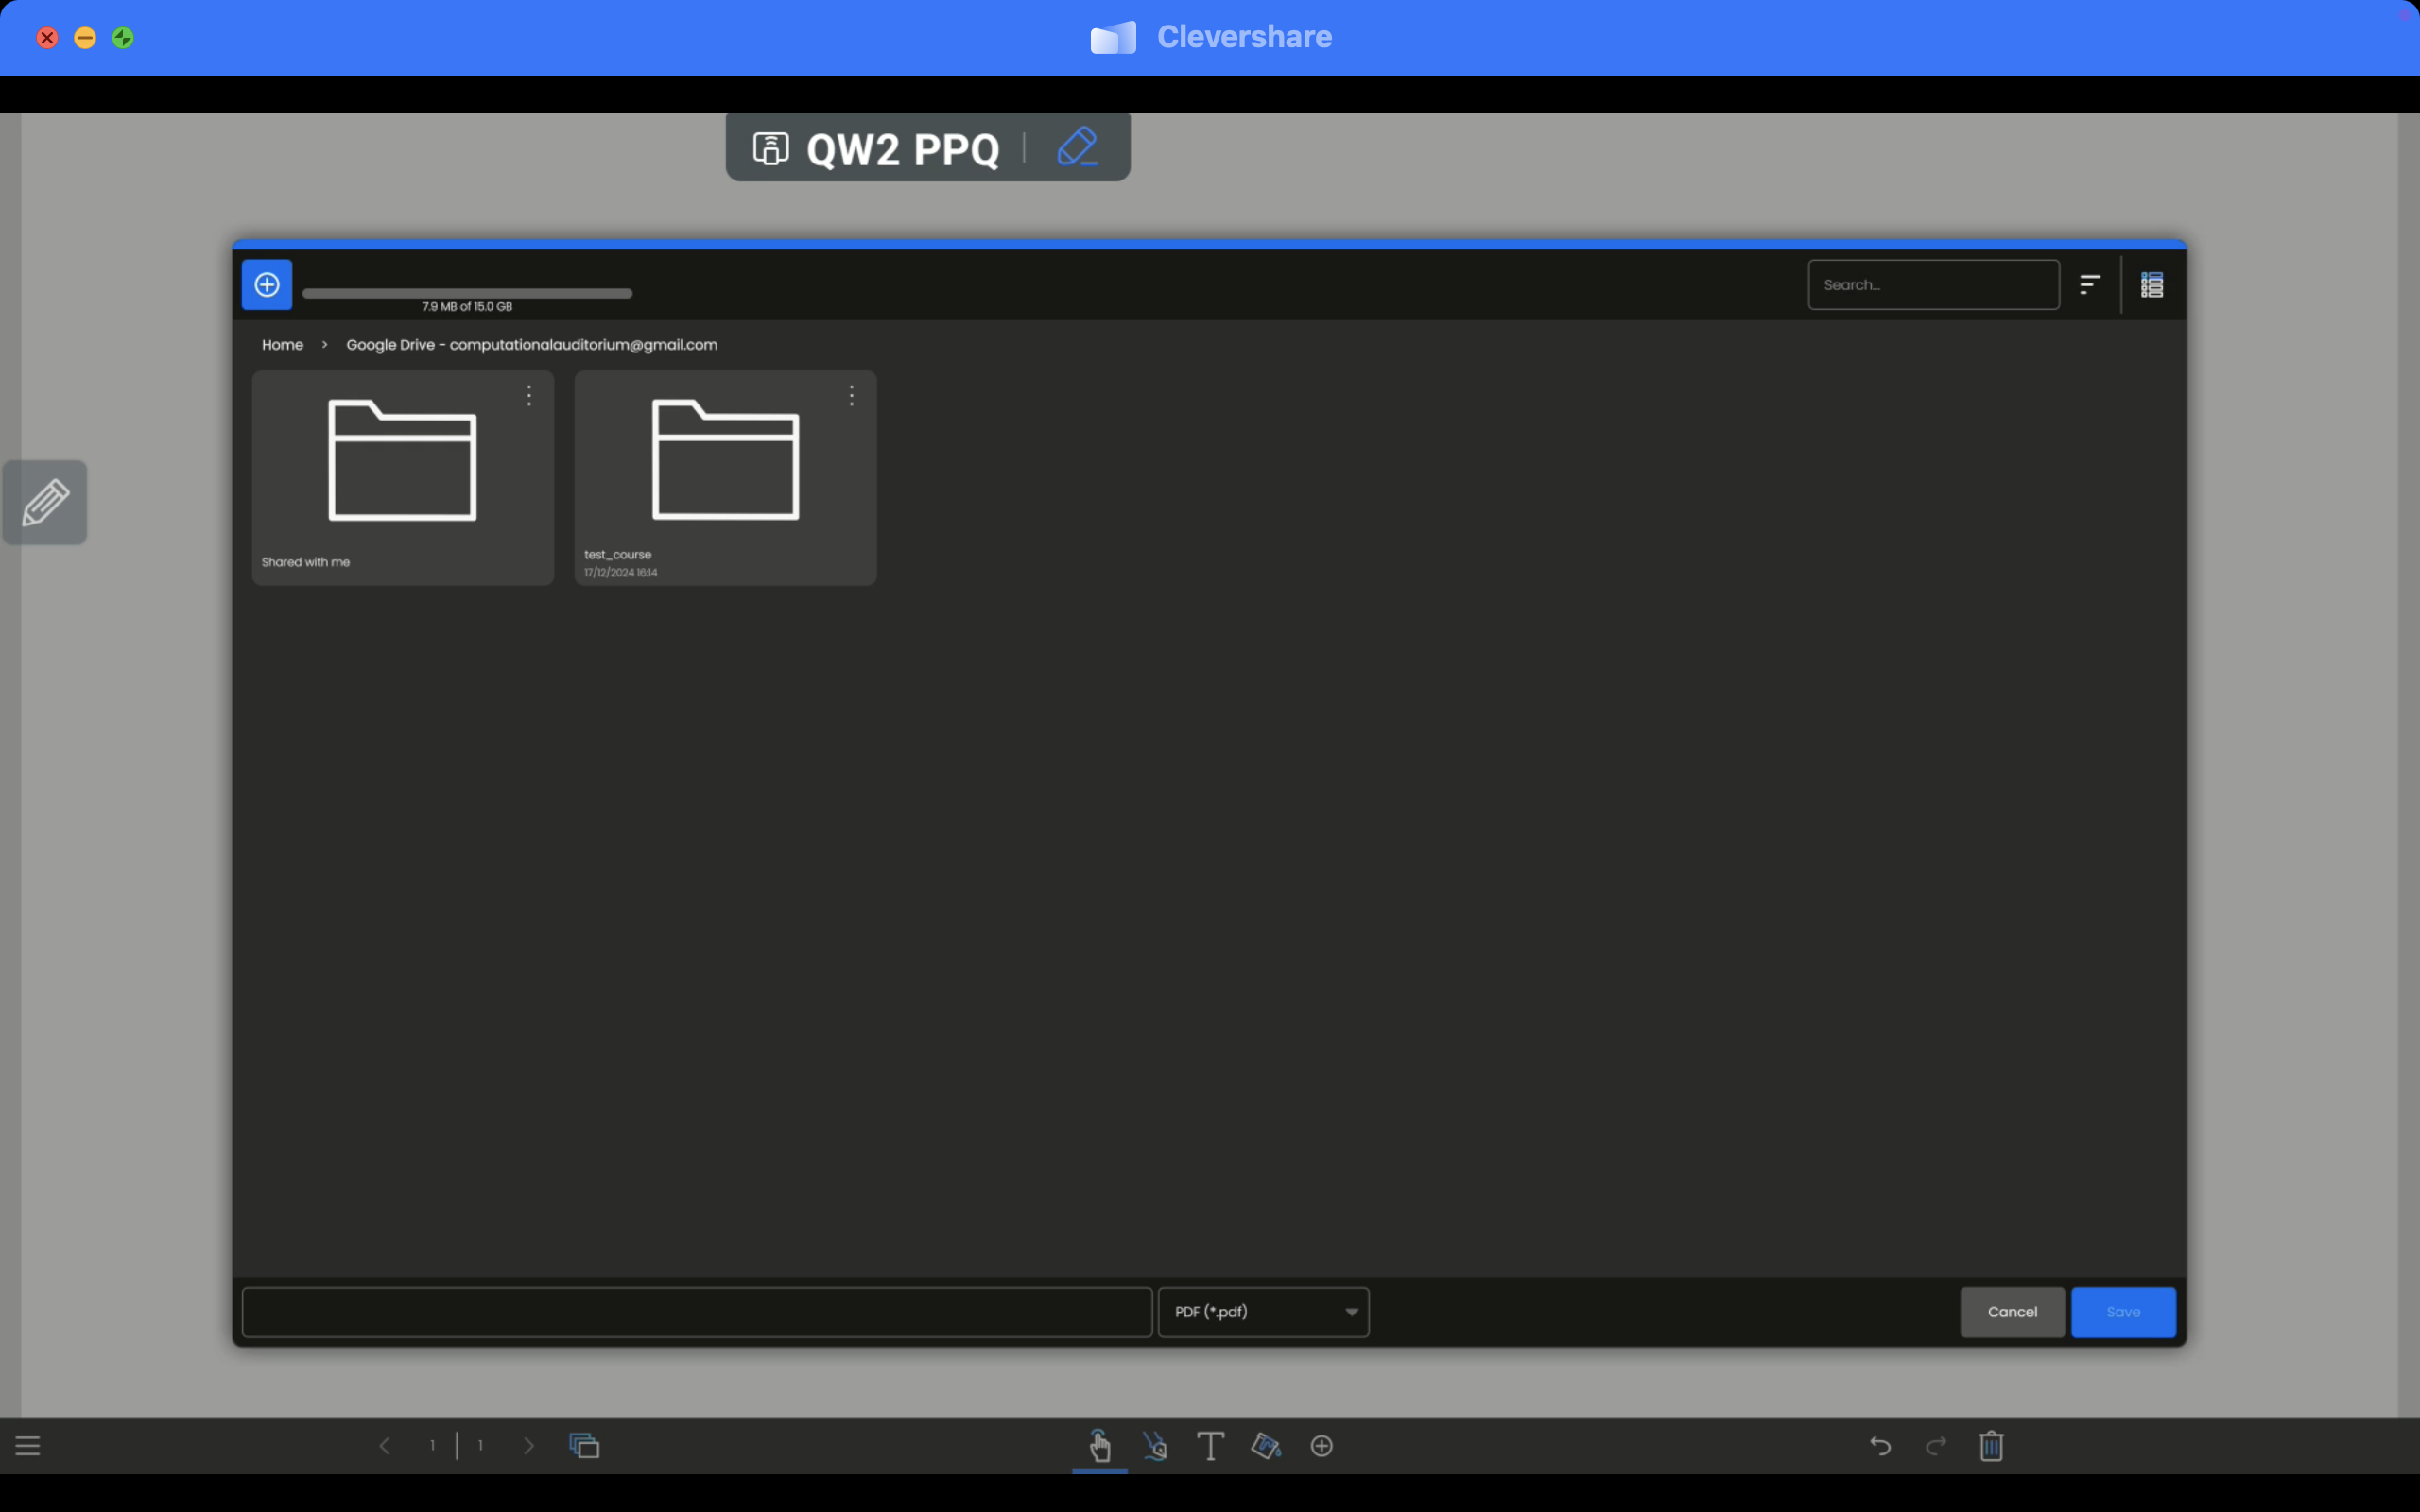 Clevershare
QW2 PPQ
7.9 MB of 15.0 GB
Search...
Home > Google Drive - computationalauditorium@gmail.com
Shared with me
test_course
17/12/2024 16:14
PDF (*.pdf)
Cancel
Save
1 | 1
T